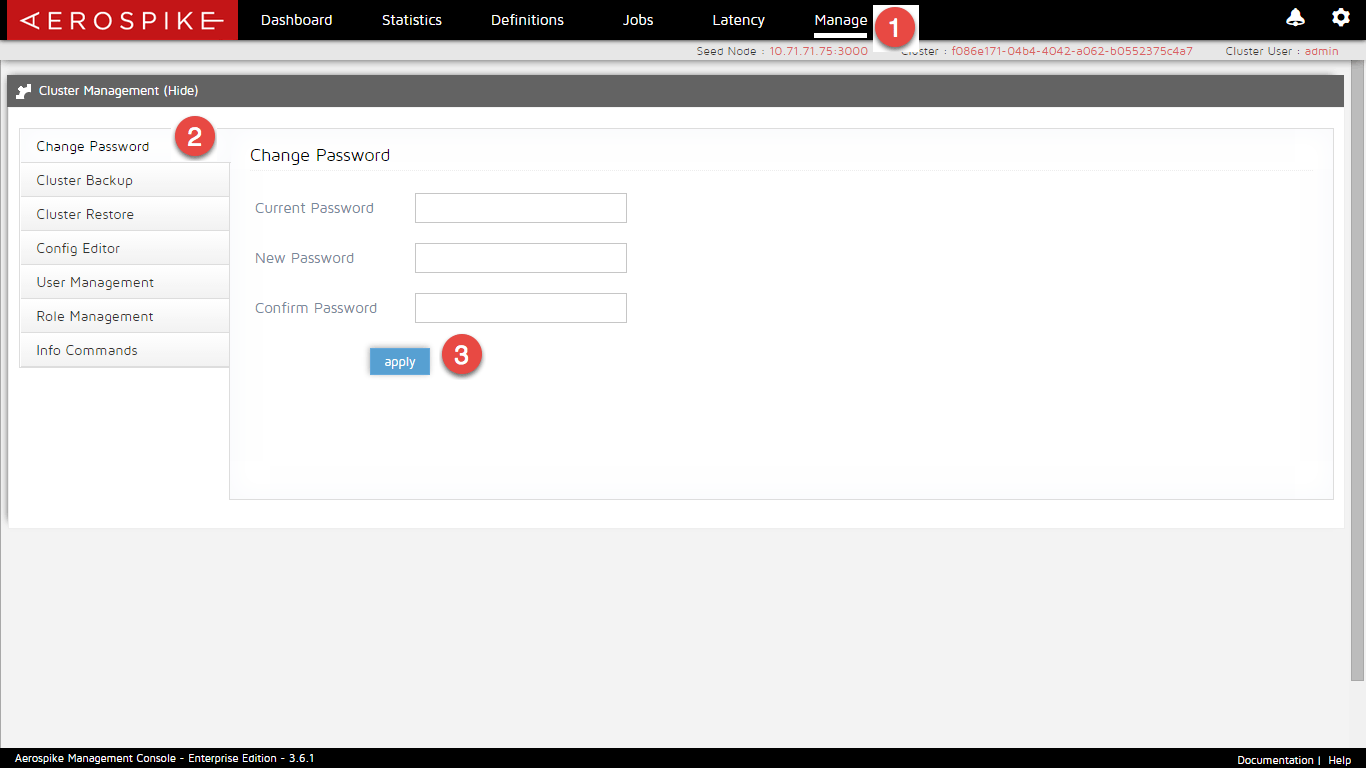 AEROSPIKE Dashboard Statistics Definitions Jobs Latency Manage 1
Seed Node : 10.71.71.75:3000 Cluster : f086e171-04b4-4042-a062-b0552375c4a7 Cluster User : admin
Cluster Management (Hide)
Change Password 2
Cluster Backup
Cluster Restore
Config Editor
User Management
Role Management
Info Commands
Change Password
Current Password
New Password
Confirm Password
apply 3
Aerospike Management Console - Enterprise Edition - 3.6.1
Documentation | Help